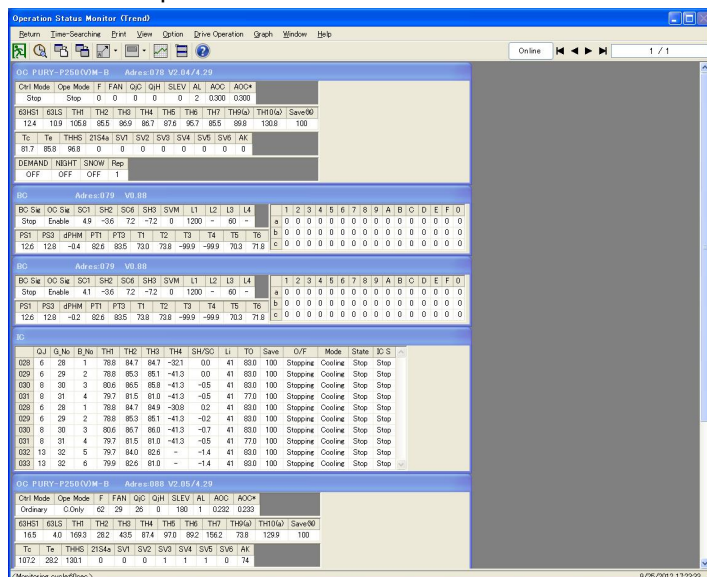 Operation Status Monitor (Trend)
Return Time-Searching Print View Option Drive Operation Graph Window Help
Online 1 / 1
OC PURY-P250(V)M-B Adres:078 V2.04/4.29
Ctrl Mode Ope Mode F FAN QjC QjH SLEV AL AOC AOC*
Stop Stop 0 0 0 0 0 2 0.300 0.300
63HS1 63LS TH1 TH2 TH3 TH4 TH5 TH6 TH7 TH9(a) TH10(a) Save(%)
12.4 10.9 105.8 85.5 86.9 86.7 87.6 95.7 85.5 89.8 130.8 100
Tc Te THHS 21S4a SV1 SV2 SV3 SV4 SV5 SV6 AK
81.7 85.8 96.8 0 0 0 0 0 0 0 0
DEMAND NIGHT SNOW Rep
OFF OFF OFF 1
BC Adres:079 V0.88
BC Sig OC Sig SC1 SH2 SC6 SH3 SVM L1 L2 L3 L4 1 2 3 4 5 6 7 8 9 A B C D E F 0
Stop Enable 4.9 -3.6 7.2 -7.2 0 1200 - 60 - a 0 0 0 0 0 0 0 0 0 0 0 0 0 0 0 0
PS1 PS3 dPHM PT1 PT3 T1 T2 T3 T4 T5 T6 b 0 0 0 0 0 0 0 0 0 0 0 0 0 0 0 0
12.6 12.8 -0.4 82.6 83.5 73.0 73.8 -99.9 -99.9 70.3 71.8 c 0 0 0 0 0 0 0 0 0 0 0 0 0 0 0 0
BC Adres:079 V0.88
BC Sig OC Sig SC1 SH2 SC6 SH3 SVM L1 L2 L3 L4 1 2 3 4 5 6 7 8 9 A B C D E F 0
Stop Enable 4.1 -3.6 7.2 -7.2 0 1200 - 60 - a 0 0 0 0 0 0 0 0 0 0 0 0 0 0 0 0
PS1 PS3 dPHM PT1 PT3 T1 T2 T3 T4 T5 T6 b 0 0 0 0 0 0 0 0 0 0 0 0 0 0 0 0
12.6 12.8 -0.2 82.6 83.5 73.0 73.8 -99.9 -99.9 70.3 71.8 c 0 0 0 0 0 0 0 0 0 0 0 0 0 0 0 0
IC
QJ G_No B_No TH1 TH2 TH3 TH4 SH/SC Li TO Save O/F Mode State IC S
028 6 28 1 78.8 84.7 84.7 -32.1 0.0 41 83.0 100 Stopping Cooling Stop Stop
029 6 29 2 78.8 85.3 85.1 -41.3 0.0 41 83.0 100 Stopping Cooling Stop Stop
030 8 30 3 80.6 86.5 85.8 -41.3 -0.5 41 83.0 100 Stopping Cooling Stop Stop
031 8 31 4 79.7 81.5 81.0 -41.3 -0.5 41 77.0 100 Stopping Cooling Stop Stop
028 6 28 1 78.8 84.7 84.9 -30.8 0.2 41 83.0 100 Stopping Cooling Stop Stop
029 6 29 2 78.8 85.3 85.1 -41.3 -0.2 41 83.0 100 Stopping Cooling Stop Stop
030 8 30 3 80.6 86.7 86.0 -41.3 -0.7 41 83.0 100 Stopping Cooling Stop Stop
031 8 31 4 79.7 81.5 81.0 -41.3 -0.5 41 77.0 100 Stopping Cooling Stop Stop
032 13 32 5 79.7 84.0 82.6 - -1.4 41 83.0 100 Stopping Cooling Stop Stop
033 13 32 6 79.9 82.6 81.0 - -1.4 41 83.0 100 Stopping Cooling Stop Stop
OC PURY-P250(V)M-B Adres:088 V2.05/4.29
Ctrl Mode Ope Mode F FAN QjC QjH SLEV AL AOC AOC*
Ordinary C.Only 62 29 26 0 180 1 0.232 0.233
63HS1 63LS TH1 TH2 TH3 TH4 TH5 TH6 TH7 TH9(a) TH10(a) Save(%)
16.5 4.0 169.3 28.2 43.5 87.4 97.0 89.2 156.2 73.8 129.9 100
Tc Te THHS 21S4a SV1 SV2 SV3 SV4 SV5 SV6 AK
107.2 28.2 130.1 0 0 0 1 1 1 0 74
9/25/2012 17:23:23